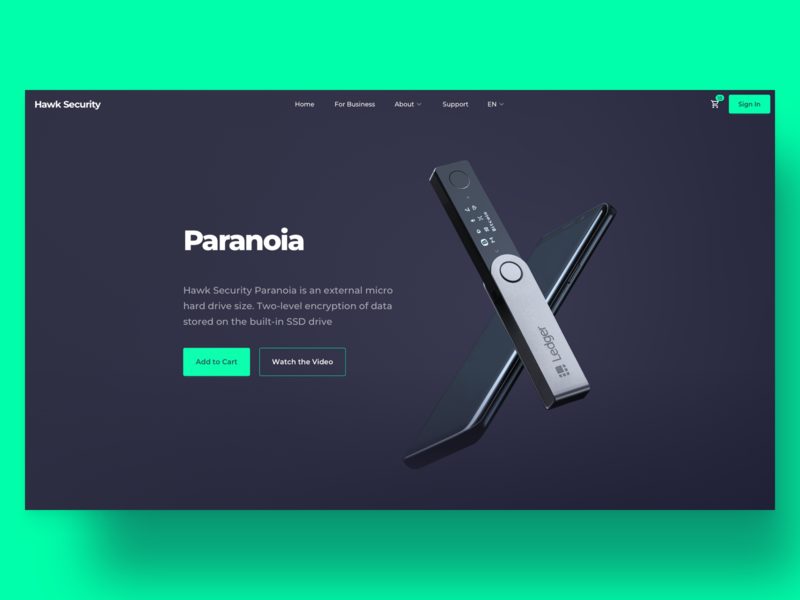 Hawk Security
Home
For Business
About
Support
EN
Sign In
Paranoia
Hawk Security Paranoia is an external micro
hard drive size. Two-level encryption of data
stored on the built-in SSD drive
Add to Cart
Watch the Video
Bitcoin
Ledger